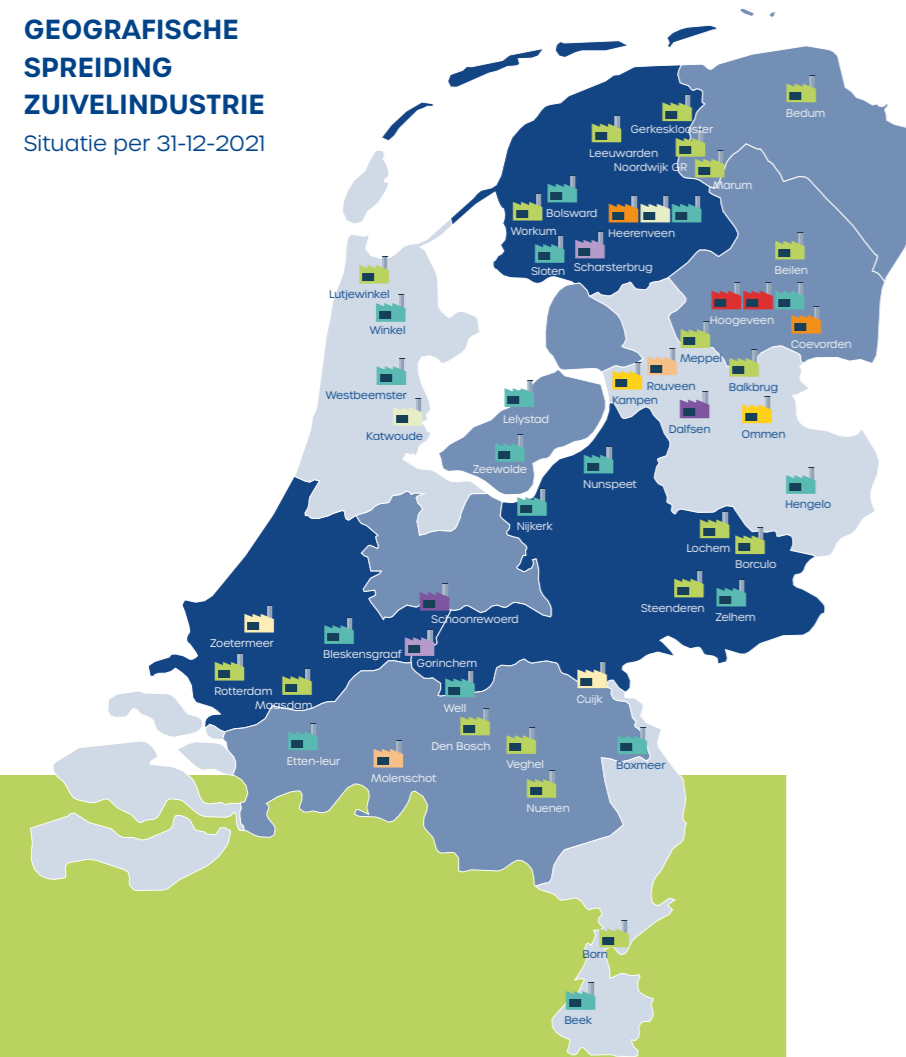 GEOGRAFISCHE
SPREIDING
ZUIVELINDUSTRIE
Situatie per 31-12-2021
Bedum
Gerkesklooster
Leeuwarden
Noordwijk GR
Marum
Bolsward
Workum
Heerenveen
Sloten
Scharsterbrug
Beilen
Lutjewinkel
Winkel
Hoogeveen
Coevorden
Meppel
Rouveen
Balkbrug
Westbeemster
Kampen
Lelystad
Dalfsen
Ommen
Katwoude
Zeewolde
Nunspeet
Hengelo
Nijkerk
Lochem
Borculo
Steenderen
Zelhem
Schoonrewoerd
Zoetermeer
Bleskensgraaf
Gorinchem
Rotterdam
Maasdam
Well
Cuijk
Den Bosch
Etten-leur
Veghel
Boxmeer
Molenschot
Nuenen
Born
Beek